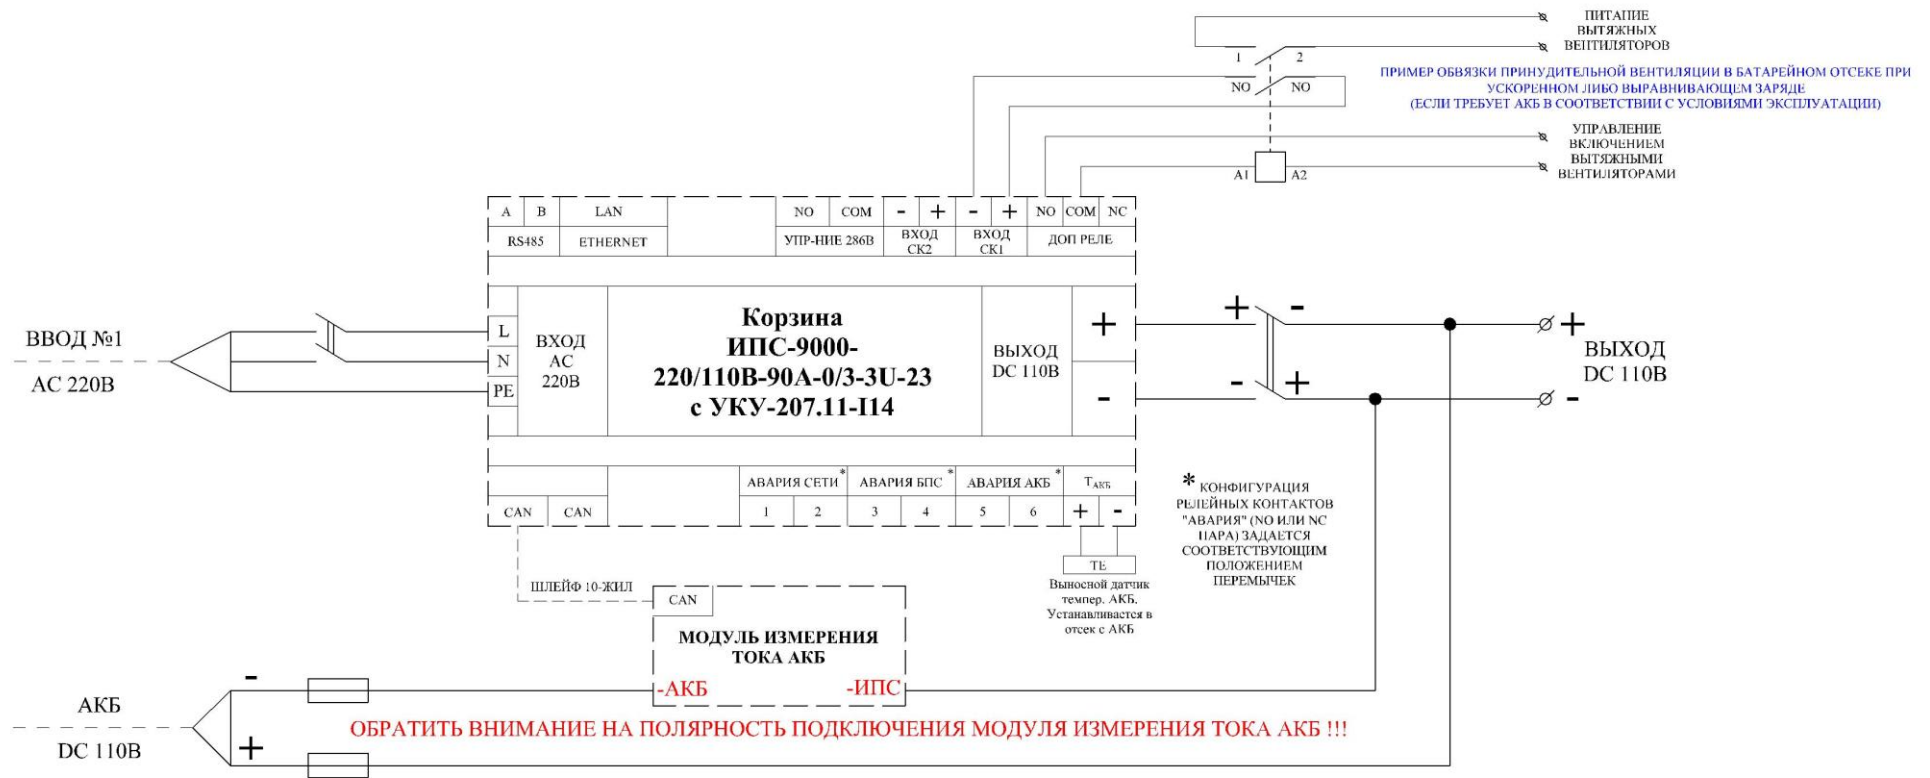 ПИТАНИЕ
ВЫТЯЖНЫХ
ВЕНТИЛЯТОРОВ
1
2
NO
NO
ПРИМЕР ОБВЯЗКИ ПРИНУДИТЕЛЬНОЙ ВЕНТИЛЯЦИИ В БАТАРЕЙНОМ ОТСЕКЕ ПРИ
УСКОРЕННОМ ЛИБО ВЫРАВНИВАЮЩЕМ ЗАРЯДЕ
(ЕСЛИ ТРЕБУЕТ АКБ В СООТВЕТСТВИИ С УСЛОВИЯМИ ЭКСПЛУАТАЦИИ)
УПРАВЛЕНИЕ
ВКЛЮЧЕНИЕМ
ВЫТЯЖНЫМИ
ВЕНТИЛЯТОРАМИ
A1
A2
A B LAN NO COM - + - + NO COM NC
RS485 ETHERNET УПР-НИЕ 286В ВХОД СК2 ВХОД СК1 ДОП РЕЛЕ
ВВОД №1
АС 220В
L
N
PE
ВХОД
АС
220В
Корзина
ИПС-9000-
220/110В-90А-0/3-3U-23
с УКУ-207.11-I14
ВЫХОД
DC 110В
+
-
+ -
- +
+
-
ВЫХОД
DC 110В
АВАРИЯ СЕТИ * АВАРИЯ БПС * АВАРИЯ АКБ * ТАКБ
CAN CAN 1 2 3 4 5 6 + -
TE
Выносной датчик
темпер. АКБ.
Устанавливается в
отсек с АКБ
* КОНФИГУРАЦИЯ
РЕЛЕЙНЫХ КОНТАКТОВ
"АВАРИЯ" (NO ИЛИ NC
ПАРА) ЗАДАЕТСЯ
СООТВЕТСТВУЮЩИМ
ПОЛОЖЕНИЕМ
ПЕРЕМЫЧЕК
ШЛЕЙФ 10-ЖИЛ
CAN
МОДУЛЬ ИЗМЕРЕНИЯ
ТОКА АКБ
-АКБ -ИПС
АКБ
DC 110В
-
+
ОБРАТИТЬ ВНИМАНИЕ НА ПОЛЯРНОСТЬ ПОДКЛЮЧЕНИЯ МОДУЛЯ ИЗМЕРЕНИЯ ТОКА АКБ !!!